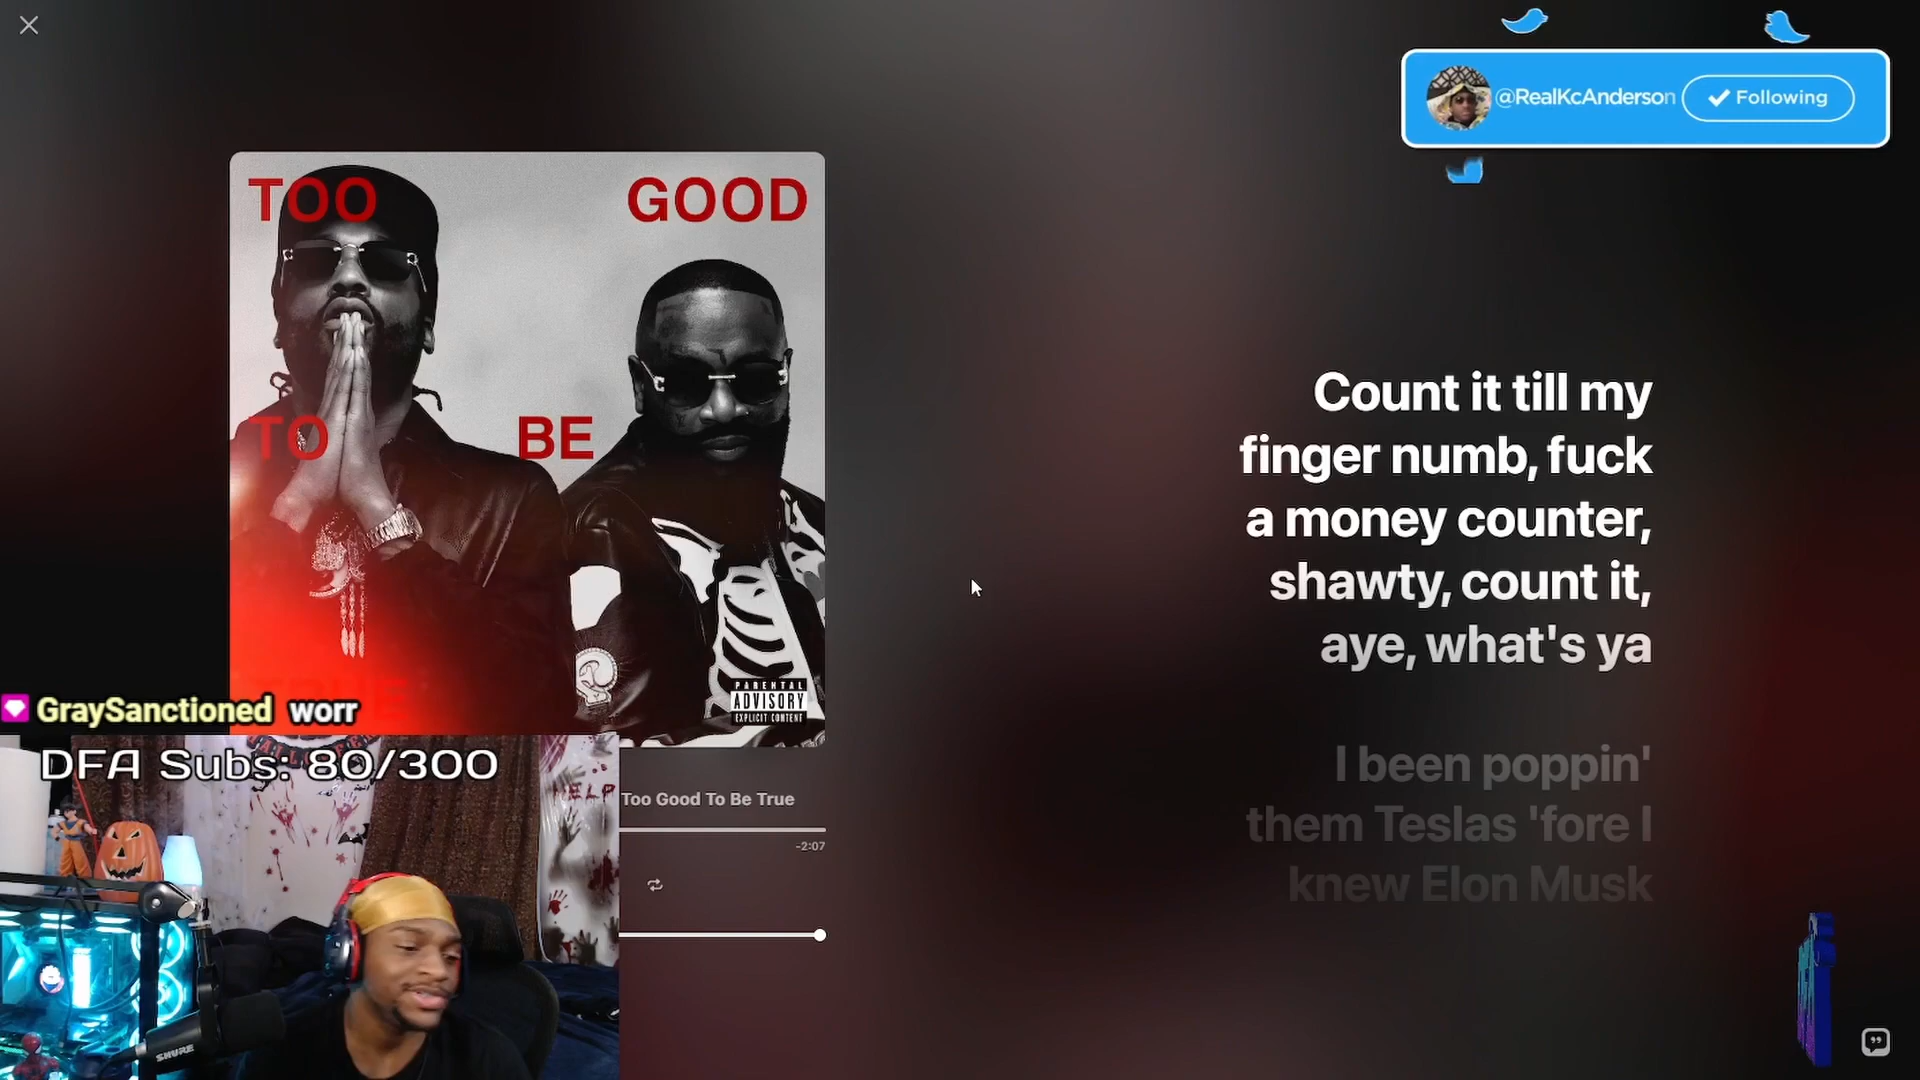 @RealKcAnderson
Following
TOO GOOD
TO BE
PARENTAL
ADVISORY
EXPLICIT CONTENT
Count it till my
finger numb, fuck
a money counter,
shawty, count it,
aye, what's ya
I been poppin'
them Teslas 'fore I
knew Elon Musk
GraySanctioned worr
DFA Subs: 80/300
HELP
Too Good To Be True
-2:07
SHURE